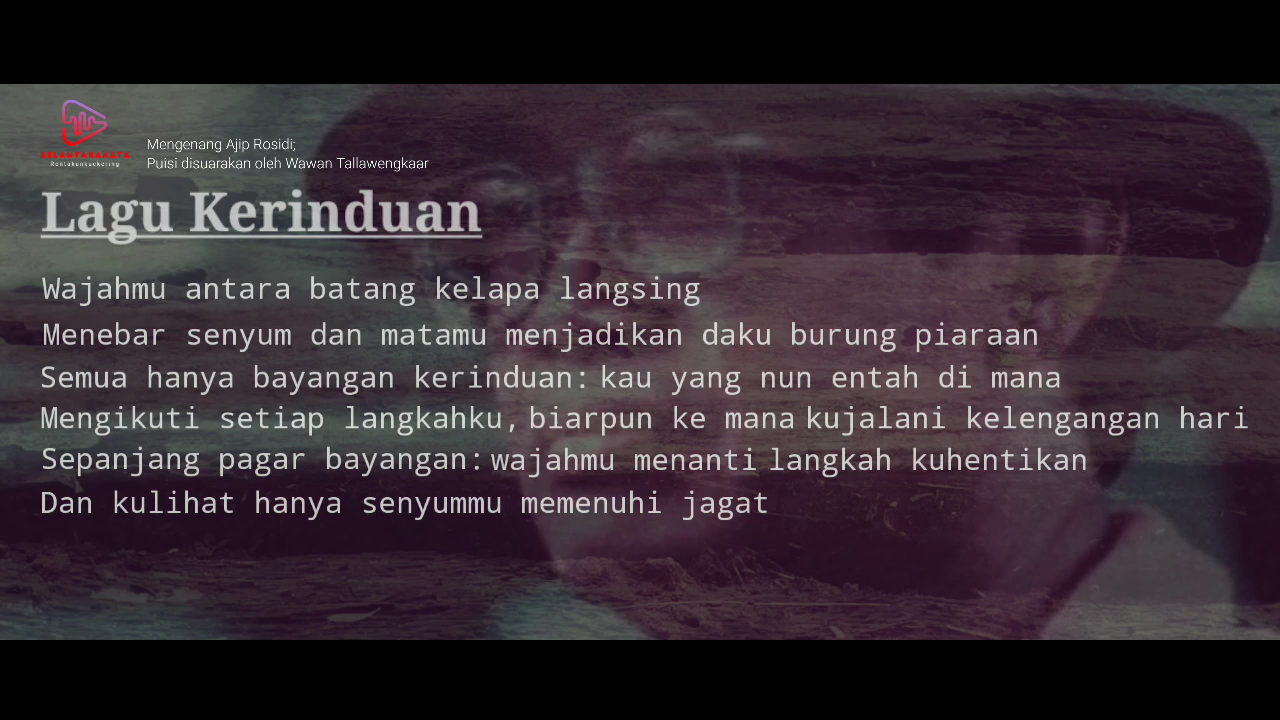 Mengenang Ajip Rosidi;
Puisi disuarakan oleh Wawan Tallawengkaar
Lagu Kerinduan
Wajahmu antara batang kelapa langsing
Menebar senyum dan matamu menjadikan daku burung piaraan
Semua hanya bayangan kerinduan: kau yang nun entah di mana
Mengikuti setiap langkahku, biarpun ke mana kujalani kelengangan hari
Sepanjang pagar bayangan: wajahmu menanti langkah kuhentikan
Dan kulihat hanya senyummu memenuhi jagat